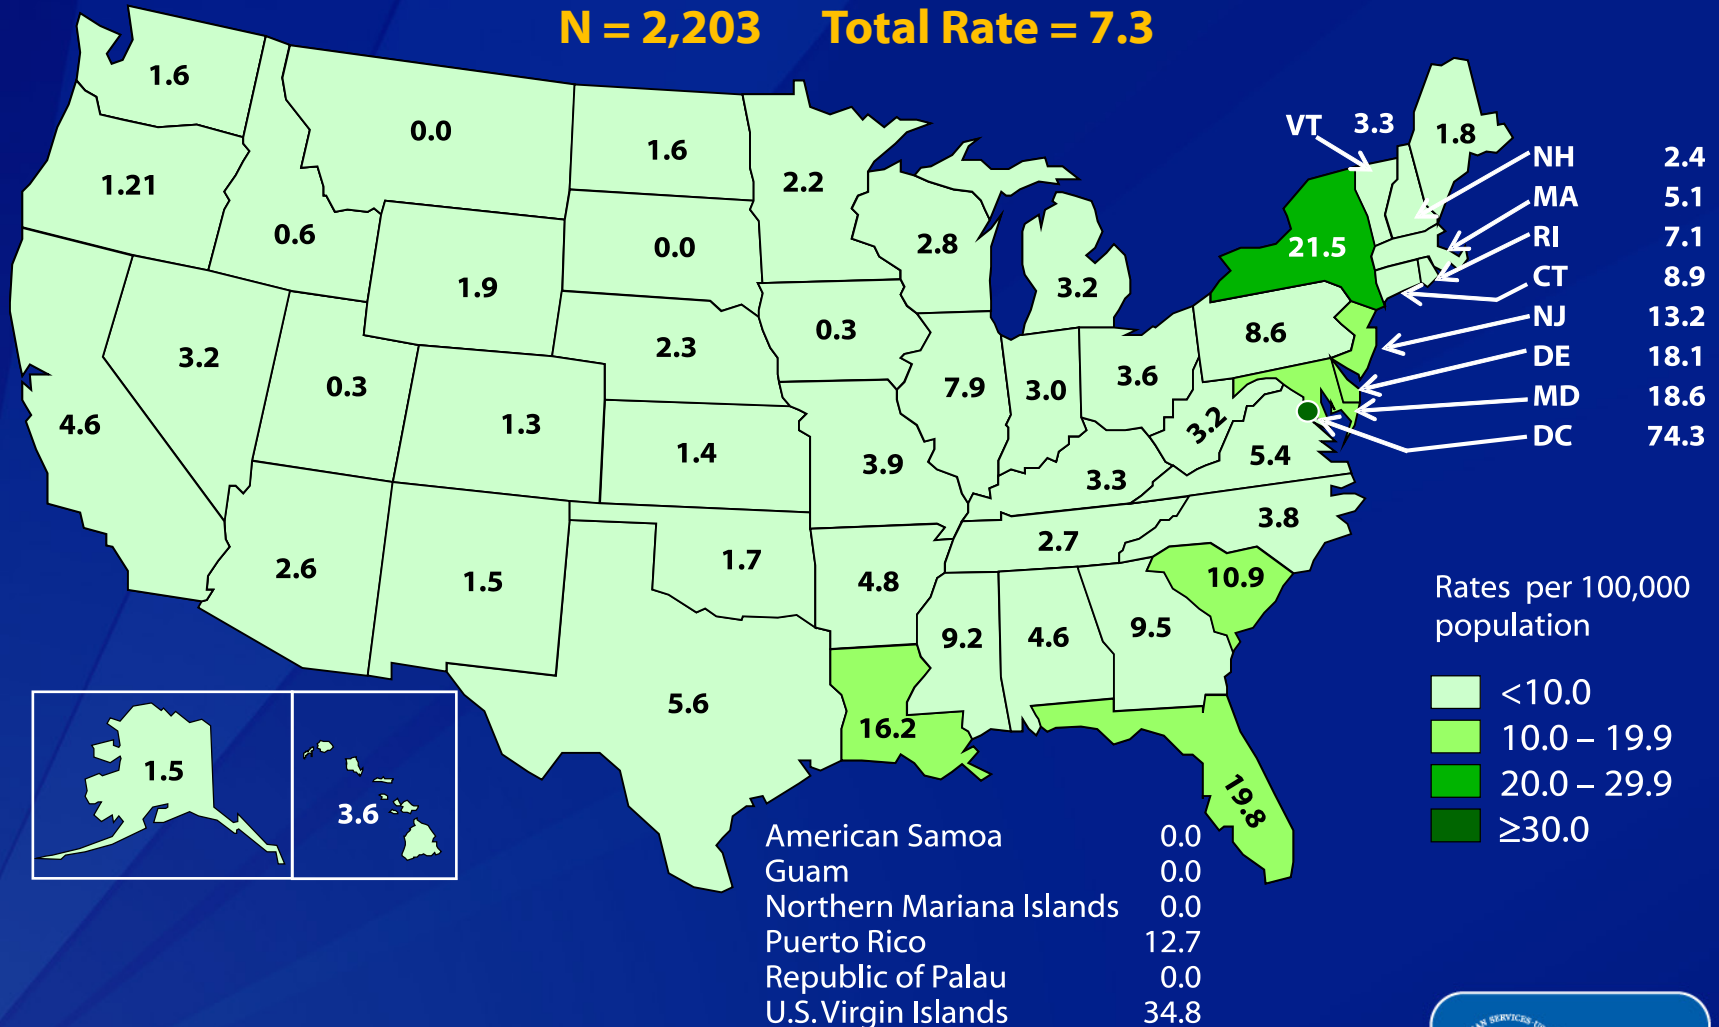 N = 2,203 Total Rate = 7.3
1.6
0.0
1.6
2.2
VT 3.3
1.8
NH 2.4
MA 5.1
RI 7.1
CT 8.9
NJ 13.2
DE 18.1
MD 18.6
DC 74.3
1.21
0.6
1.9
0.0
2.8
3.2
21.5
3.2
0.3
2.3
0.3
8.6
4.6
1.3
1.4
3.9
7.9
3.0
3.6
3.2
5.4
3.3
3.8
2.6
1.5
1.7
4.8
2.7
10.9
9.2
4.6
9.5
5.6
16.2
19.8
1.5
3.6
Rates per 100,000
population
<10.0
10.0 – 19.9
20.0 – 29.9
≥30.0
American Samoa 0.0
Guam 0.0
Northern Mariana Islands 0.0
Puerto Rico 12.7
Republic of Palau 0.0
U.S. Virgin Islands 34.8